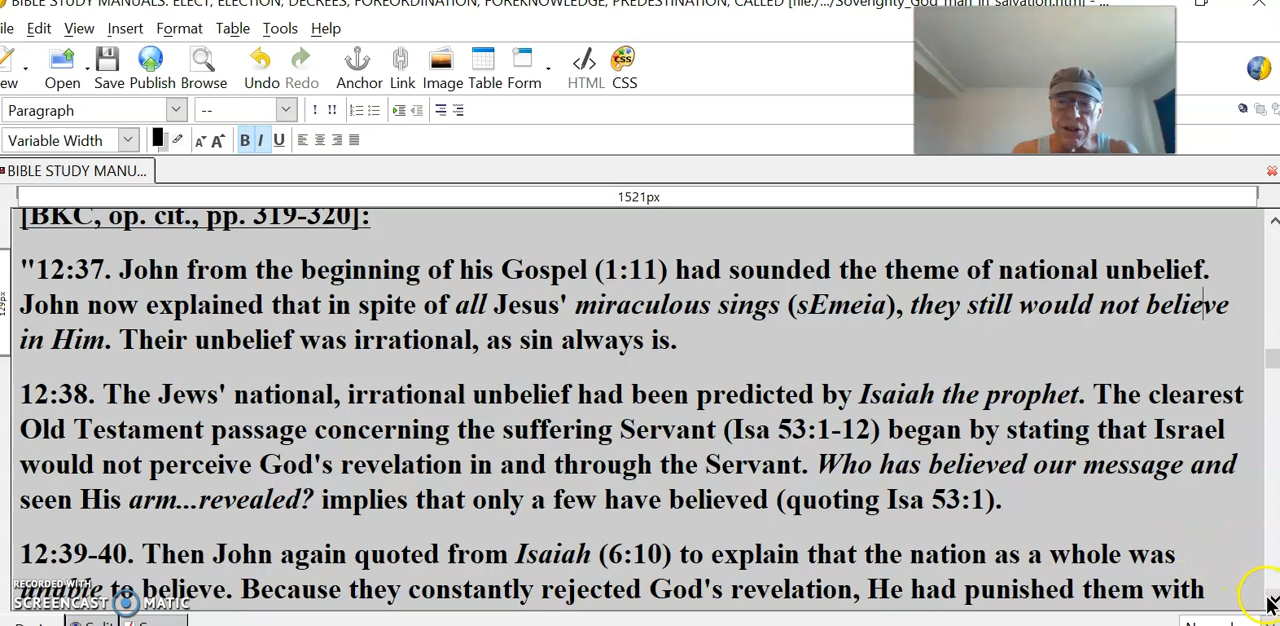 BIBLE STUDY MANUALS: ELECT, ELECTION, DECREES, FOREORDINATION, FOREKNOWLEDGE, PREDESTINATION, CALLED [file:/.../Soverignty_God_man_in_salvation.html] - ...
ile Edit View Insert Format Table Tools Help
ew Open Save Publish Browse Undo Redo Anchor Link Image Table Form HTML CSS
Paragraph --
Variable Width B I U
BIBLE STUDY MANU...
1521px
[BKC, op. cit., pp. 319-320]:
"12:37. John from the beginning of his Gospel (1:11) had sounded the theme of national unbelief.
John now explained that in spite of all Jesus' miraculous sings (sEmeia), they still would not believe
in Him. Their unbelief was irrational, as sin always is.
12:38. The Jews' national, irrational unbelief had been predicted by Isaiah the prophet. The clearest
Old Testament passage concerning the suffering Servant (Isa 53:1-12) began by stating that Israel
would not perceive God's revelation in and through the Servant. Who has believed our message and
seen His arm...revealed? implies that only a few have believed (quoting Isa 53:1).
12:39-40. Then John again quoted from Isaiah (6:10) to explain that the nation as a whole was
unable to believe. Because they constantly rejected God's revelation, He had punished them with
RECORDED WITH
SCREENCAST MATIC